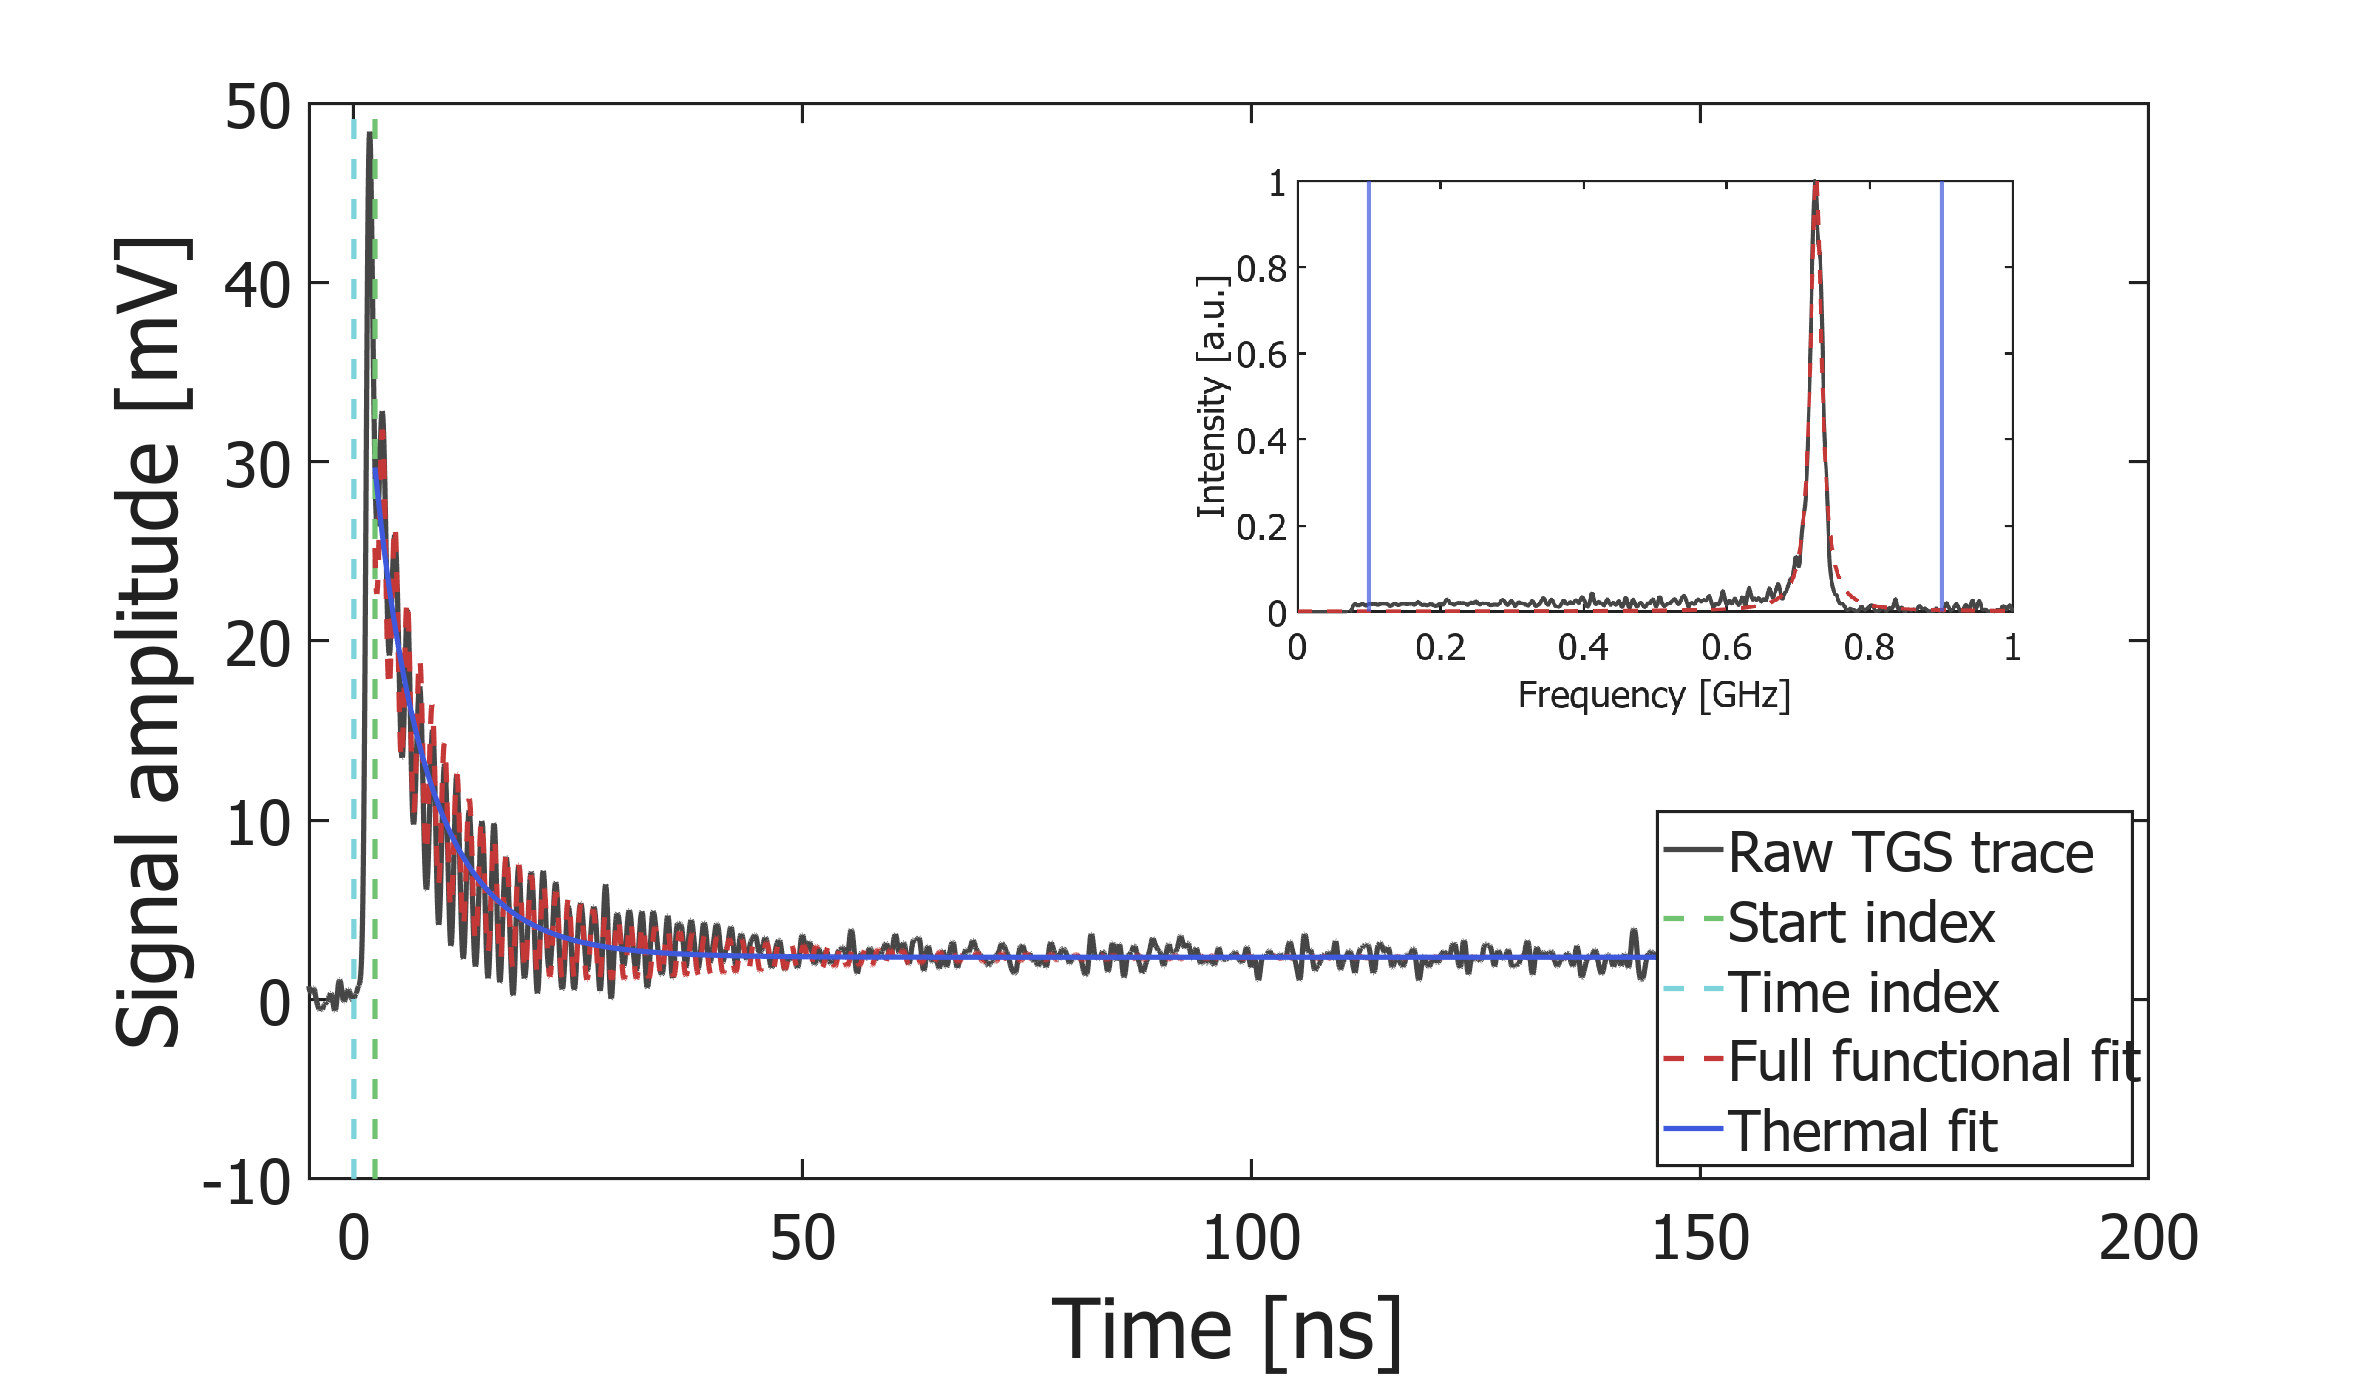 50
40
30
20
10
0
-10
Signal amplitude [mV]
0
50
100
150
200
Time [ns]
1
0.8
0.6
0.4
0.2
0
Intensity [a.u.]
0
0.2
0.4
0.6
0.8
1
Frequency [GHz]
Raw TGS trace
Start index
Time index
Full functional fit
Thermal fit